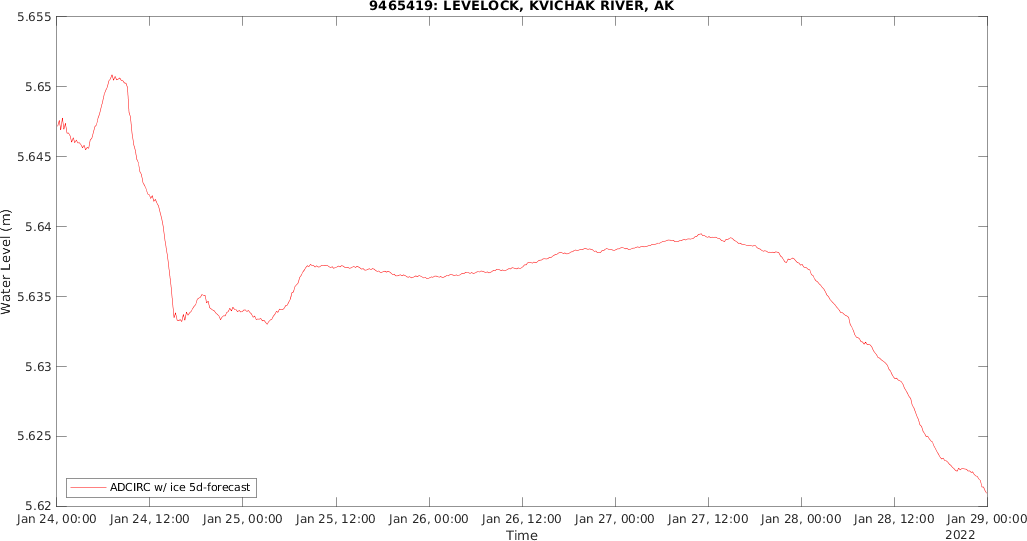 9465419: LEVELOCK, KVICHAK RIVER, AK
Water Level (m)
5.655
5.65
5.645
5.64
5.635
5.63
5.625
5.62
ADCIRC w/ ice 5d-forecast
Jan 24, 00:00 Jan 24, 12:00 Jan 25, 00:00 Jan 25, 12:00 Jan 26, 00:00 Jan 26, 12:00 Jan 27, 00:00 Jan 27, 12:00 Jan 28, 00:00 Jan 28, 12:00 Jan 29, 00:00
Time
2022